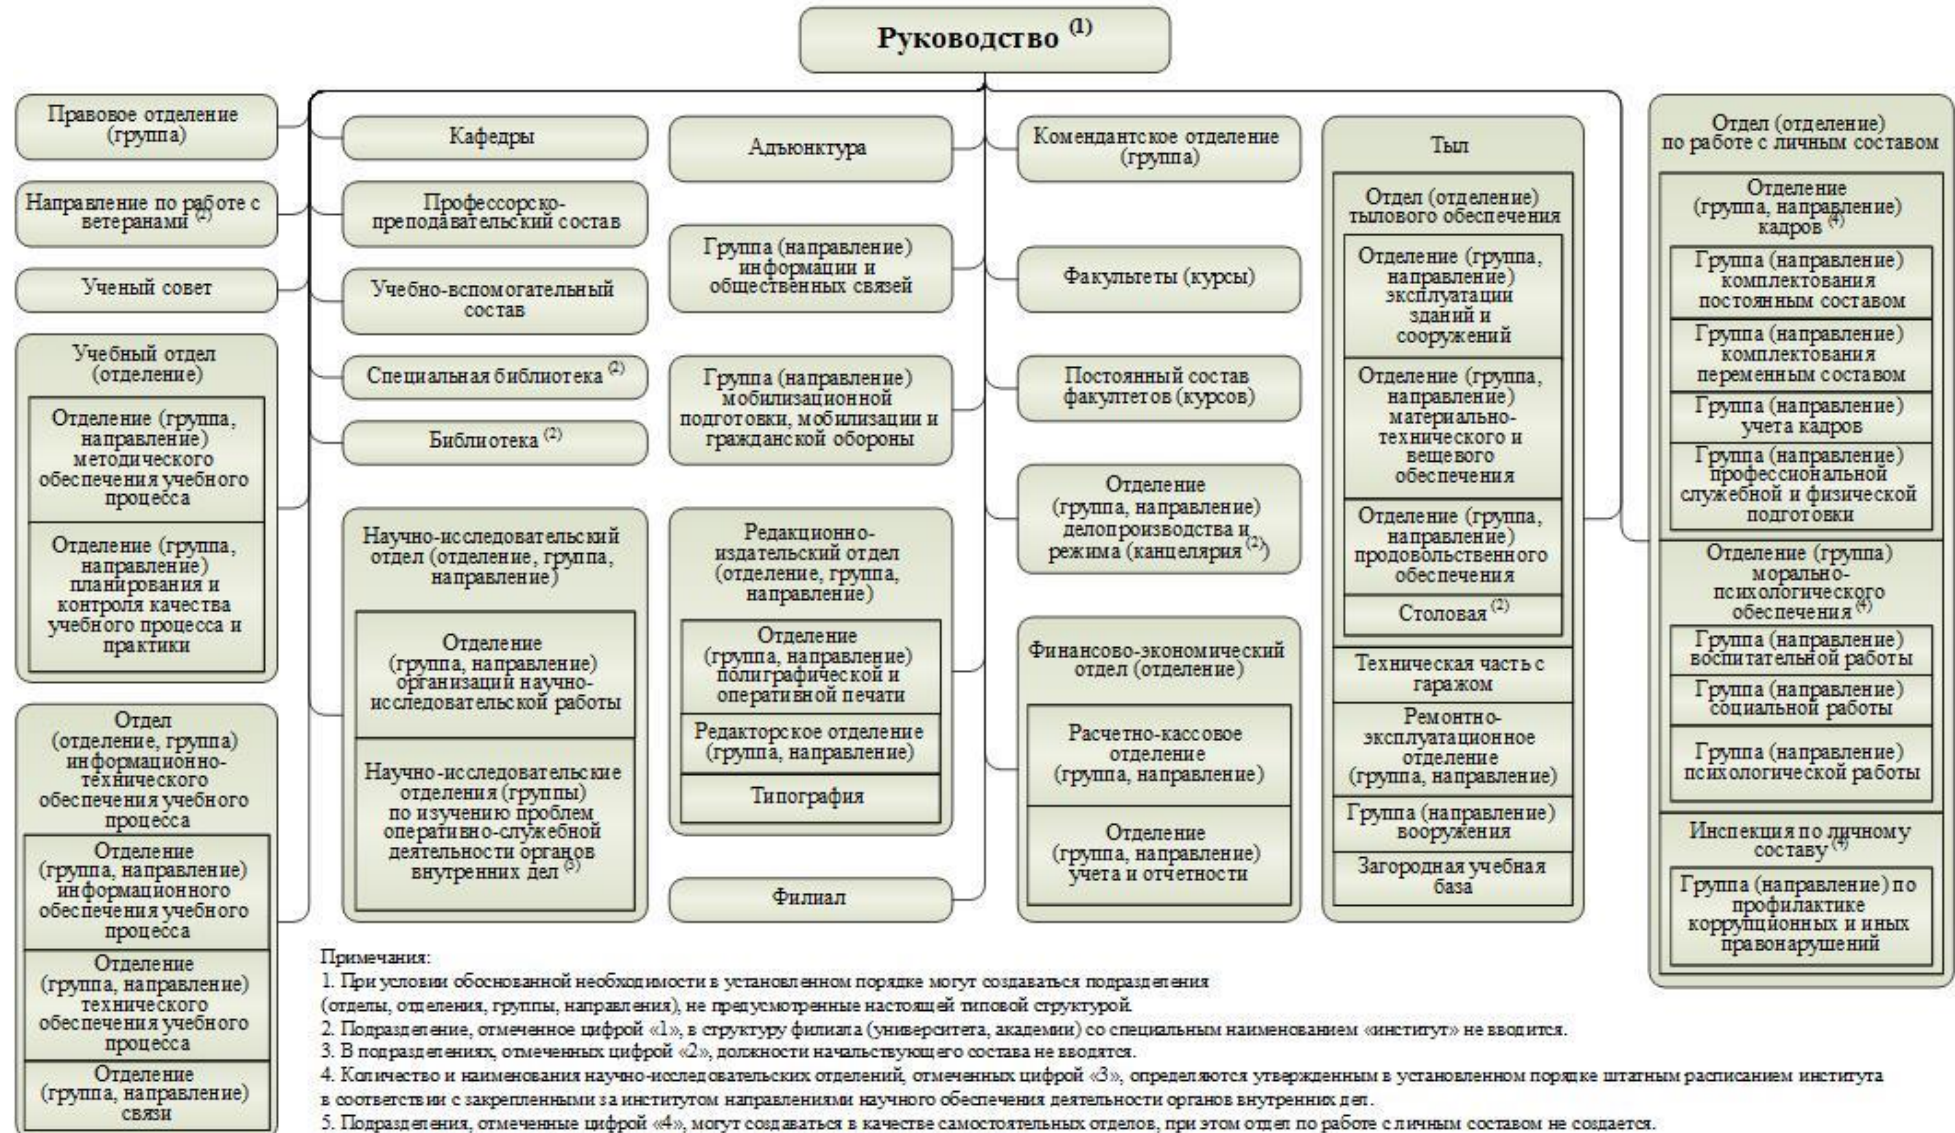 Руководство (1)
Правовое отделение
(группа)
Направление по работе с
ветеранами (2)
Ученый совет
Учебный отдел
(отделение)
Отделение (группа,
направление)
методического
обеспечения учебного
процесса
Отделение (группа,
направление)
планирования и
контроля качества
учебного процесса и
практики
Отдел
(отделение, группа)
информационно-
технического
обеспечения учебного
процесса
Отделение
(группа, направление)
информационного
обеспечения учебного
процесса
Отделение
(группа, направление)
технического
обеспечения учебного
процесса
Отделение
(группа, направление)
связи
Кафедры
Профессорско-
преподавательский состав
Учебно-вспомогательный
состав
Специальная библиотека (2)
Библиотека (2)
Научно-исследовательский
отдел (отделение, группа,
направление)
Отделение
(группа, направление)
организации научно-
исследовательской работы
Научно-исследовательские
отделения (группы)
по изучению проблем
оперативно-служебной
деятельности органов
внутренних дел (3)
Адъюнктура
Группа (направление)
информации и
общественных связей
Группа (направление)
мобилизационной
подготовки, мобилизации и
гражданской обороны
Редакционно-
издательский отдел
(отделение, группа,
направление)
Отделение
(группа, направление)
полиграфической и
оперативной печати
Редакторское отделение
(группа, направление)
Типография
Филиал
Комендантское отделение
(группа)
Факультеты (курсы)
Постоянный состав
факултетов (курсов)
Отделение
(группа, направление)
делопроизводства и
режима (канцелярия (2))
Финансово-экономический
отдел (отделение)
Расчетно-кассовое
отделение
(группа, направление)
Отделение
(группа, направление)
учета и отчетности
Тыл
Отдел (отделение)
тылового обеспечения
Отделение (группа,
направление)
эксплуатации
зданий и
сооружений
Отделение (группа,
направление)
материально-
технического и
вещевого
обеспечения
Отделение (группа,
направление)
продовольственного
обеспечения
Столовая (2)
Техническая часть с
гаражом
Ремонтно-
эксплуатационное
отделение
(группа, направление)
Группа (направление)
вооружения
Загородная учебная
база
Отдел (отделение)
по работе с личным составом
Отделение
(группа, направление)
кадров (4)
Группа (направление)
комплектования
постоянным составом
Группа (направление)
комплектования
переменным составом
Группа (направление)
учета кадров
Группа (направление)
профессиональной
служебной и физической
подготовки
Отделение (группа)
морально-
психологического
обеспечения (4)
Группа (направление)
воспитательной работы
Группа (направление)
социальной работы
Группа (направление)
психологической работы
Инспекция по личному
составу (4)
Группа (направление) по
профилактике
коррупционных и иных
правонарушений
Примечания:
1. При условии обоснованной необходимости в установленном порядке могут создаваться подразделения
(отделы, отделения, группы, направления), не предусмотренные настоящей типовой структурой.
2. Подразделение, отмеченное цифрой «1», в структуру филиала (университета, академии) со специальным наименованием «институт» не вводится.
3. В подразделениях, отмеченных цифрой «2», должности начальствующего состава не вводятся.
4. Количество и наименования научно-исследовательских отделений, отмеченных цифрой «3», определяются утвержденным в установленном порядке штатным расписанием института
в соответствии с закрепленными за институтом направлениями научного обеспечения деятельности органов внутренних дел.
5. Подразделения, отмеченные цифрой «4», могут создаваться в качестве самостоятельных отделов, при этом отдел по работе с личным составом не создается.